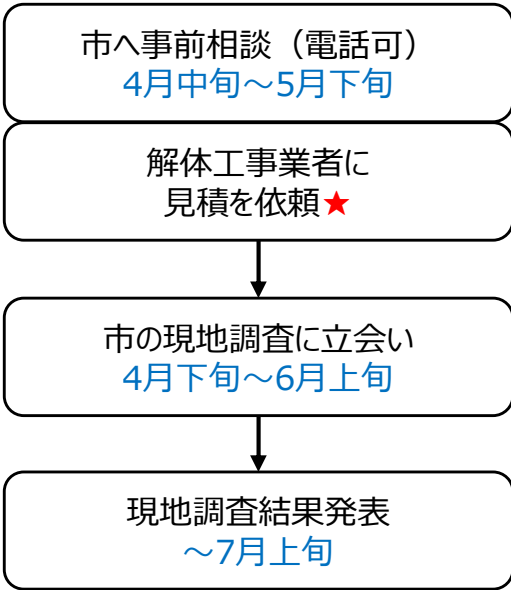 市へ事前相談（電話可）
4月中旬～5月下旬
解体工事業者に
見積を依頼★
市の現地調査に立会い
4月下旬～6月上旬
現地調査結果発表
～7月上旬